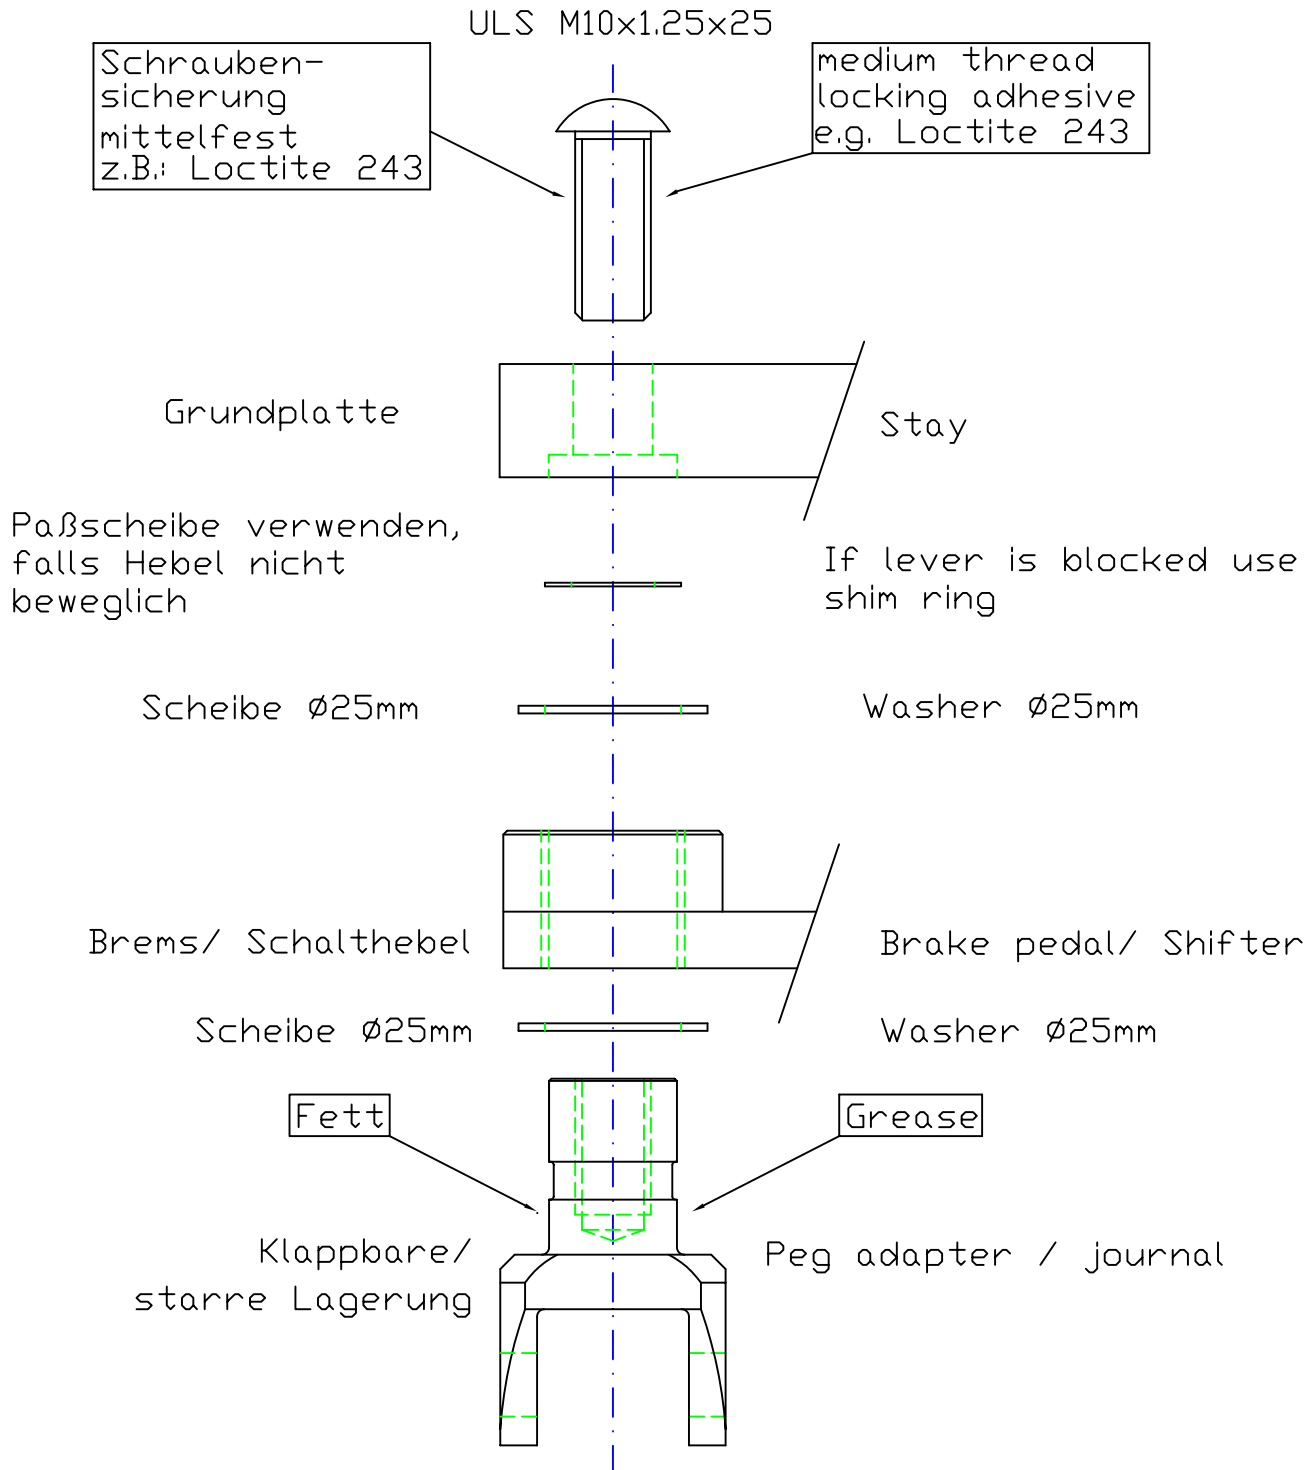 ULS M10x1.25x25
Schrauben-
sicherung
mittelfest
z.B.: Loctite 243
medium thread
locking adhesive
e.g. Loctite 243
Grundplatte
Stay
Paßscheibe verwenden,
falls Hebel nicht
beweglich
If lever is blocked use
shim ring
Scheibe Ø25mm
Washer Ø25mm
Brems/ Schalthebel
Brake pedal/ Shifter
Scheibe Ø25mm
Washer Ø25mm
Fett
Grease
Klappbare/
starre Lagerung
Peg adapter / journal